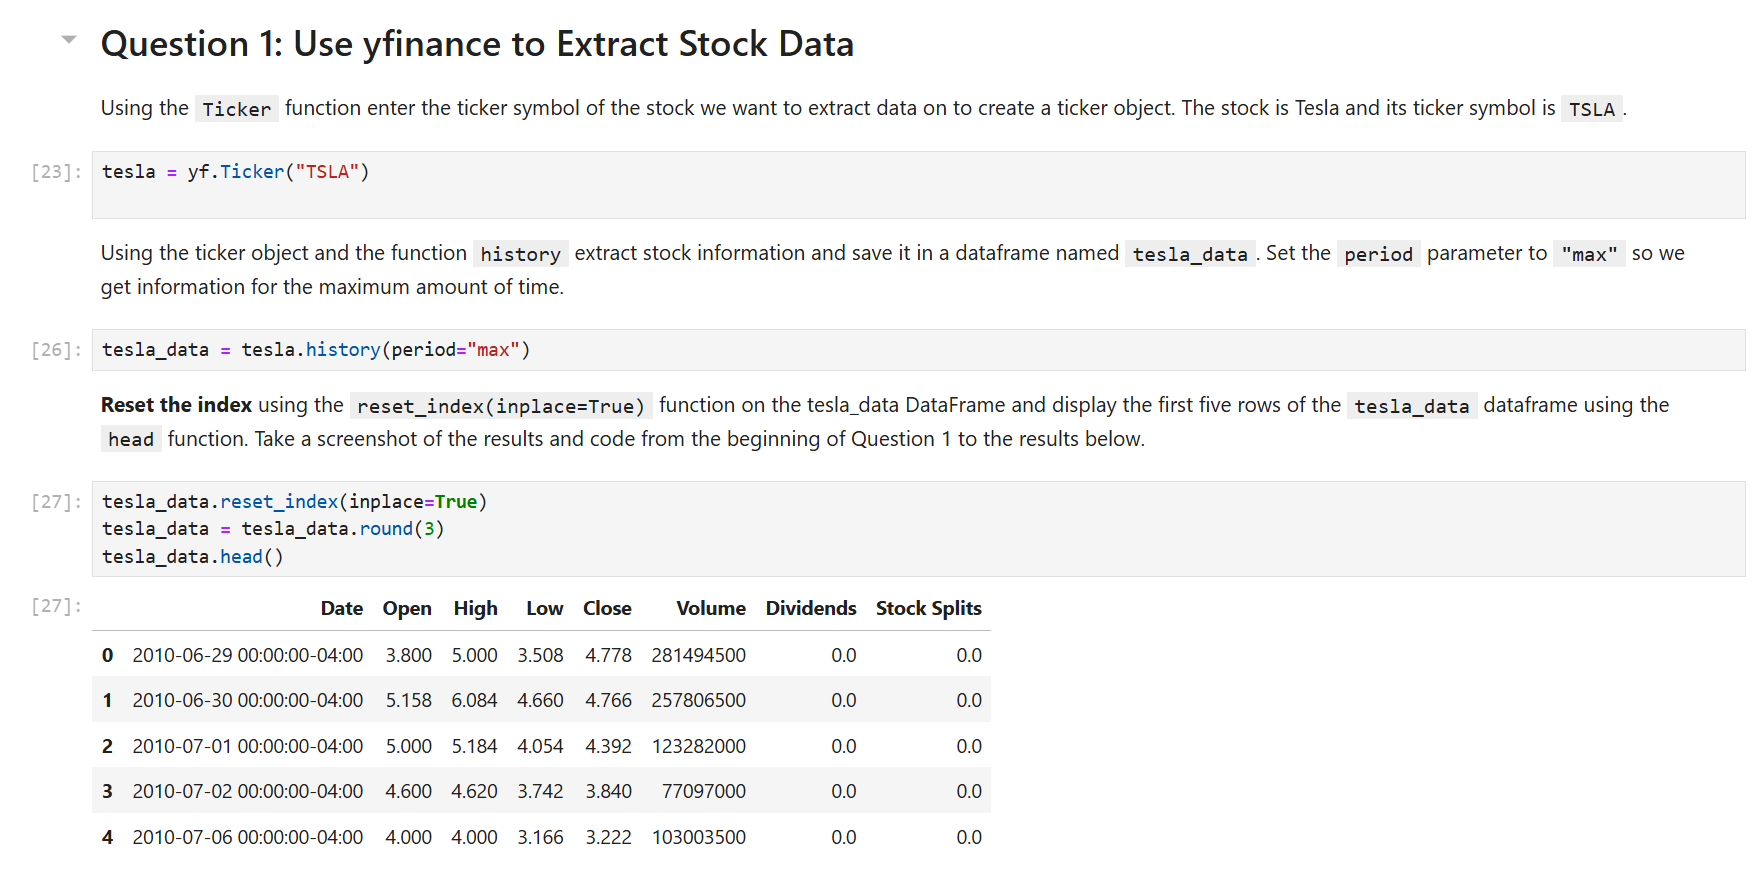 Question 1: Use yfinance to Extract Stock Data
Using the Ticker function enter the ticker symbol of the stock we want to extract data on to create a ticker object. The stock is Tesla and its ticker symbol is TSLA .
[23]: tesla = yf.Ticker("TSLA")
Using the ticker object and the function history extract stock information and save it in a dataframe named tesla_data . Set the period parameter to "max" so we
get information for the maximum amount of time.
[26]: tesla_data = tesla.history(period="max")
Reset the index using the reset_index(inplace=True) function on the tesla_data DataFrame and display the first five rows of the tesla_data dataframe using the
head function. Take a screenshot of the results and code from the beginning of Question 1 to the results below.
[27]: tesla_data.reset_index(inplace=True)
tesla_data = tesla_data.round(3)
tesla_data.head()
[27]: Date Open High Low Close Volume Dividends Stock Splits
0 2010-06-29 00:00:00-04:00 3.800 5.000 3.508 4.778 281494500 0.0 0.0
1 2010-06-30 00:00:00-04:00 5.158 6.084 4.660 4.766 257806500 0.0 0.0
2 2010-07-01 00:00:00-04:00 5.000 5.184 4.054 4.392 123282000 0.0 0.0
3 2010-07-02 00:00:00-04:00 4.600 4.620 3.742 3.840 77097000 0.0 0.0
4 2010-07-06 00:00:00-04:00 4.000 4.000 3.166 3.222 103003500 0.0 0.0